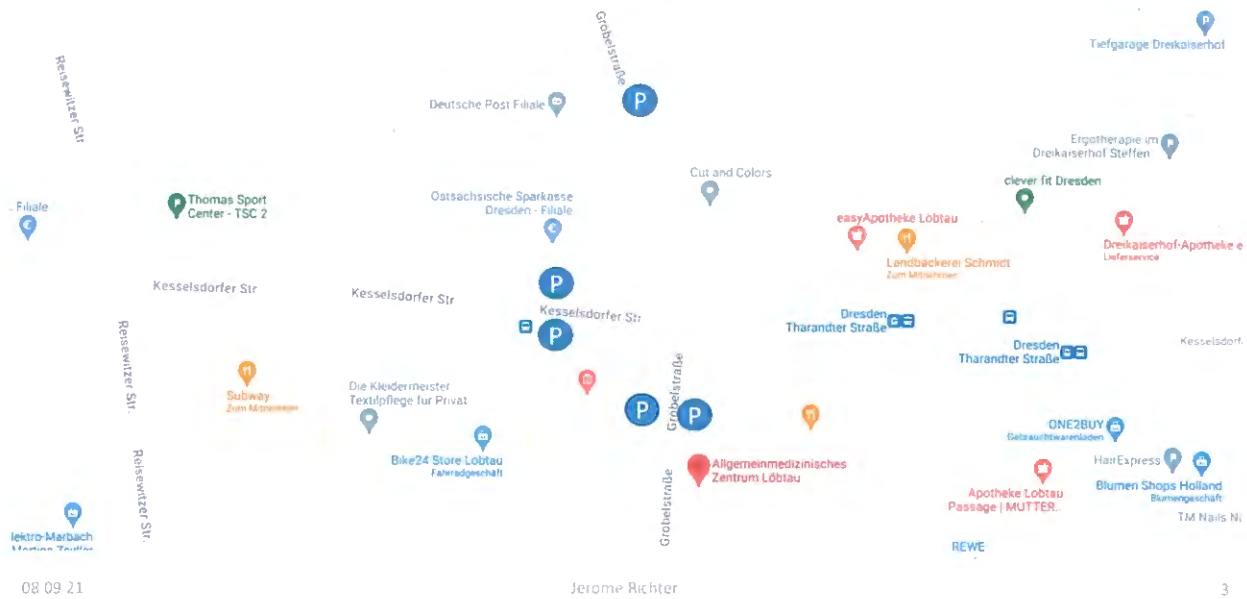 Grobelstraße
P
Tiefgarage Dreikaiserhof
Reisewitzer Str
Deutsche Post Filiale
P
Ergotherapie im
Dreikaiserhof Steffen
Cut and Colors
clever fit Dresden
Filiale
Thomas Sport
Center - TSC 2
Ostsächsische Sparkasse
Dresden - Filiale
easyApotheke Löbtau
Landbäckerei Schmidt
Zum Mitnehmen
Dreikaiserhof-Apotheke e
Lieferservice
Kesselsdorfer Str
Kesselsdorfer Str
P
Kesselsdorfer Str
P
Dresden
Tharandter Straße
Dresden
Tharandter Straße
Kesselsdorf
Reisewitzer Str.
Subway
Zum Mitnehmen
Die Kleidermeister
Textilpflege für Privat
Grobelstraße
P
P
Bike24 Store Löbtau
Fahrradgeschäft
ONE2BUY
Gebrauchtwarenladen
HairExpress
Blumen Shops Holland
Blumengeschäft
Allgemeinmedizinisches
Zentrum Löbtau
Apotheke Löbtau
Passage | MUTTER..
Reisewitzer Str.
Grobelstraße
TM Nails Ni
lektro-Marbach
REWE
08 09 21
Jerome Richter
3